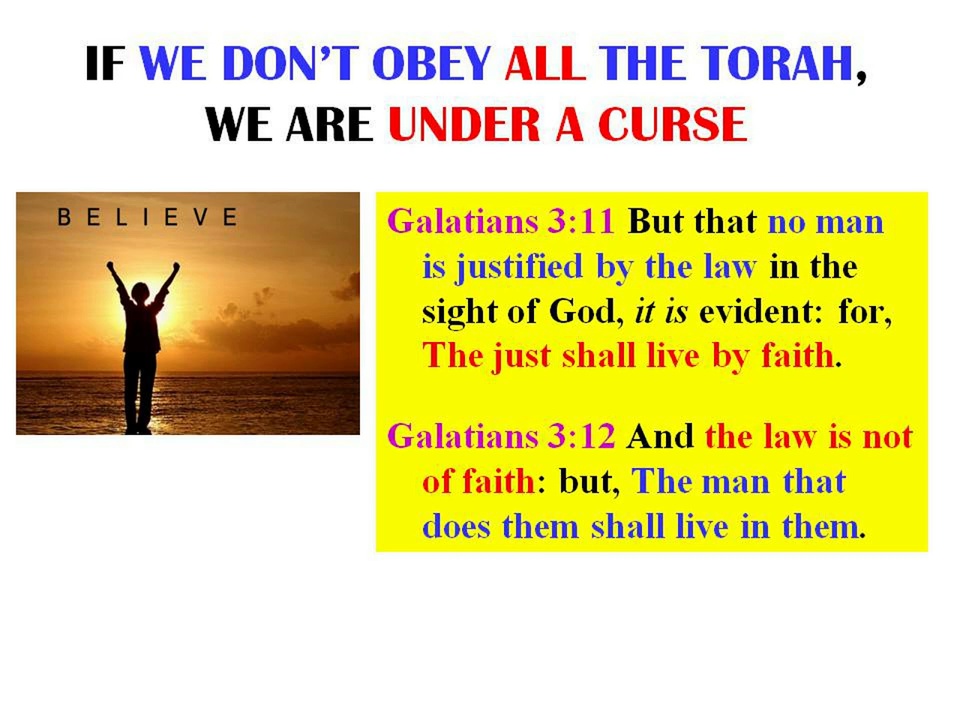 IF WE DON'T OBEY ALL THE TORAH,
WE ARE UNDER A CURSE
B E L I E V E
Galatians 3:11 But that no man
is justified by the law in the
sight of God, it is evident: for,
The just shall live by faith.
Galatians 3:12 And the law is not
of faith: but, The man that
does them shall live in them.